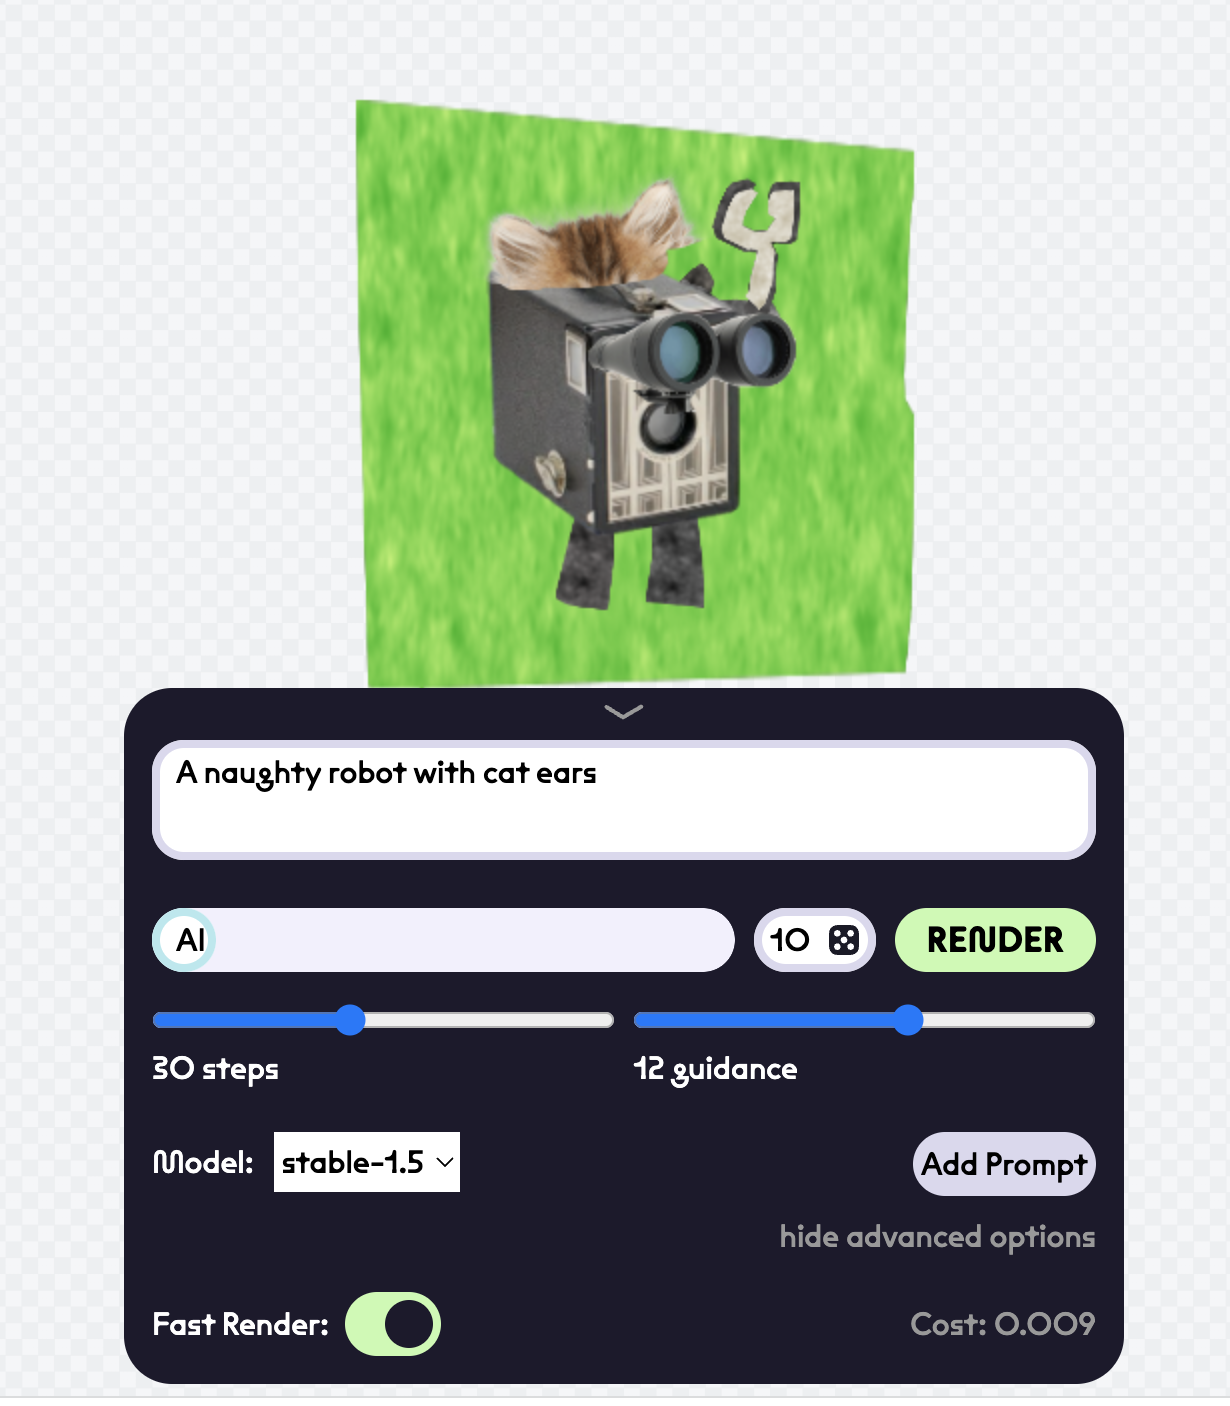 A naughty robot with cat ears
AI
10
RENDER
30 steps
12 guidance
Model:
stable-1.5
Add Prompt
hide advanced options
Fast Render:
Cost: 0.009